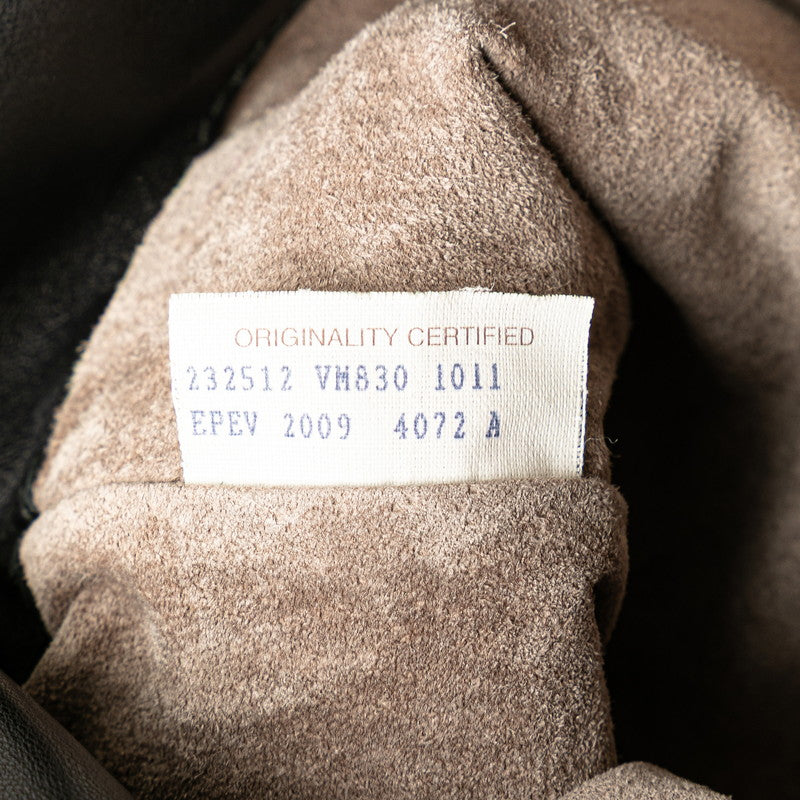 ORIGINALITY CERTIFIED
232512 VM830 1011
EPEV 2009 4072 A